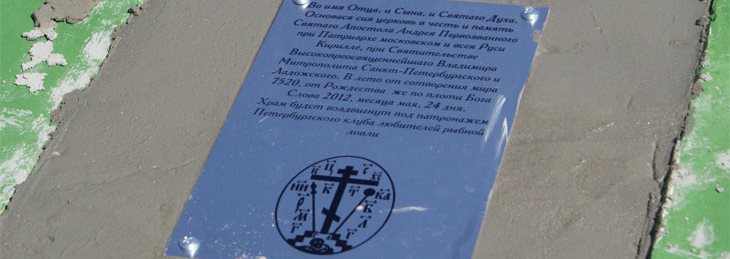 Во имя Отца, и Сына, и Святаго Духа.
Основася сия церковь в честь и память
Святаго Апостола Андрея Первозваннаго
при Патриархе московском и всея Руси
Кирилле, при Святительстве
Высокопреосвященнейшаго Владимира
Митрополита Санкт-Петербургского и
Ладожского. В лето от сотворения мира
7520, от Рождества же по плоти Бога
Слова 2012, месяца мая, 24 дня.
Храм будет воздвигнут под патронажем
Петербургского клуба любителей рыбной
ловли